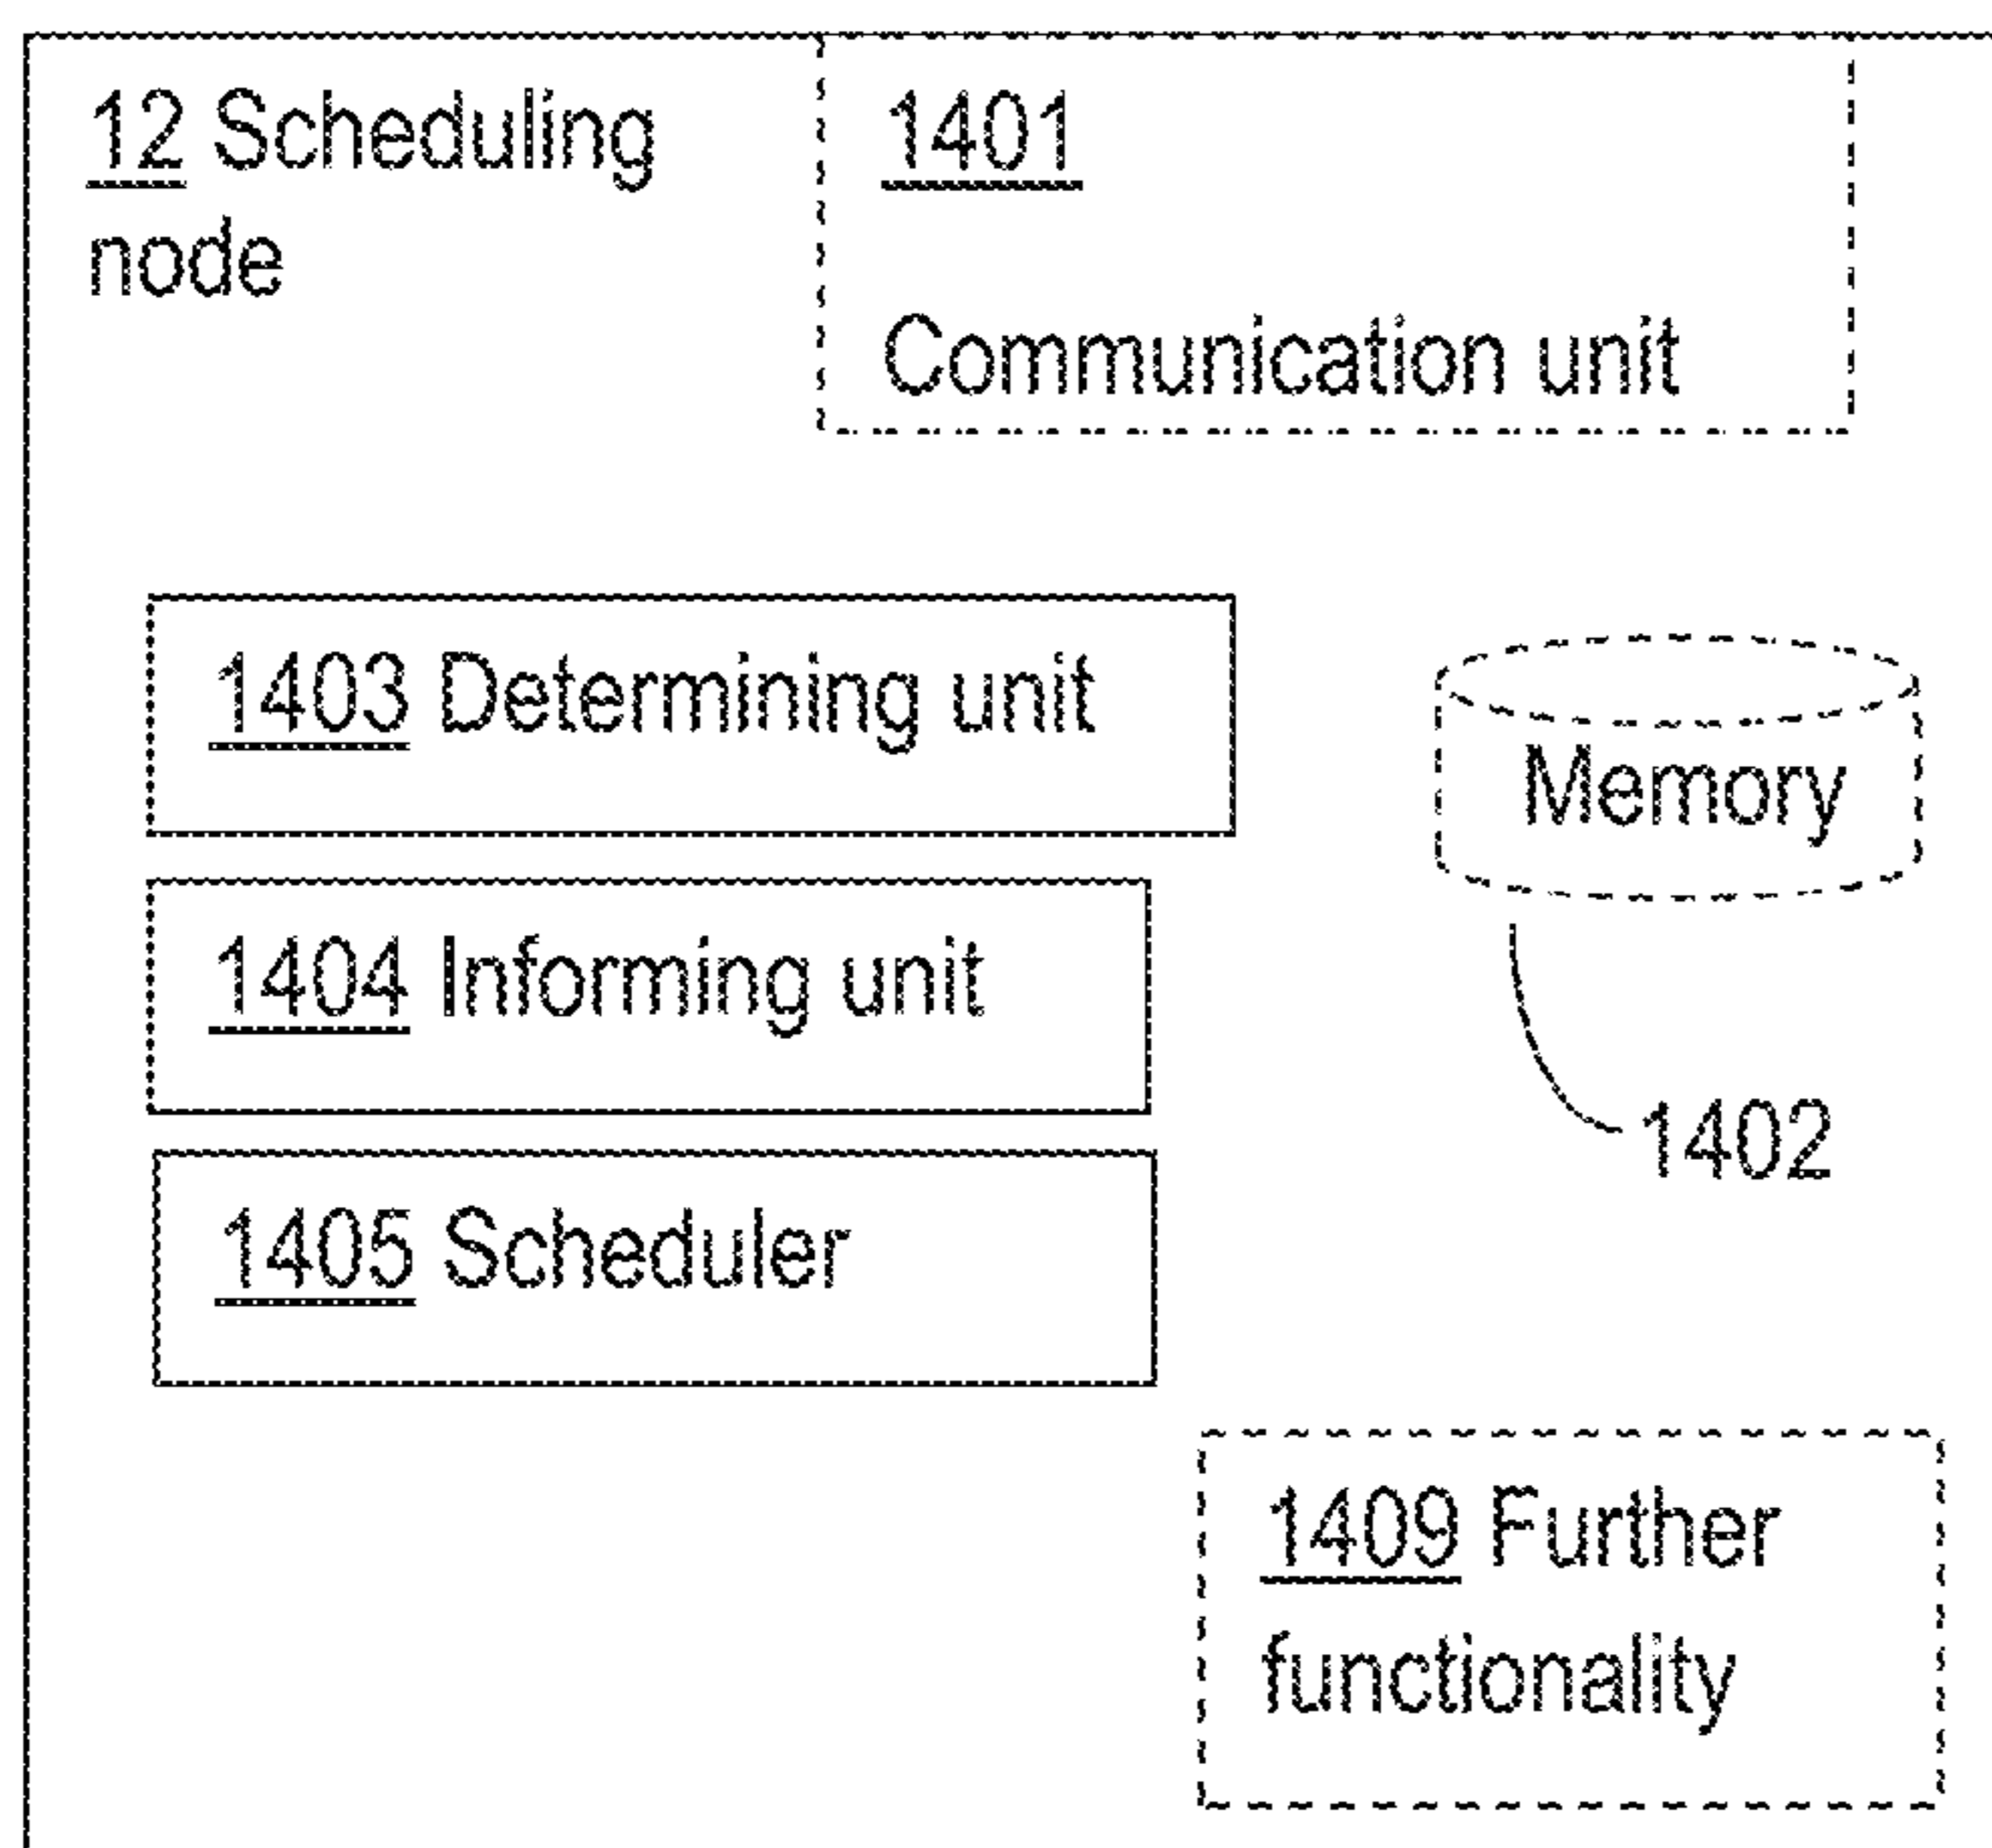 12 Scheduling
node
1401
Communication unit
1403 Determining unit
Memory
1404 Informing unit
1402
1405 Scheduler
1409 Further
functionality